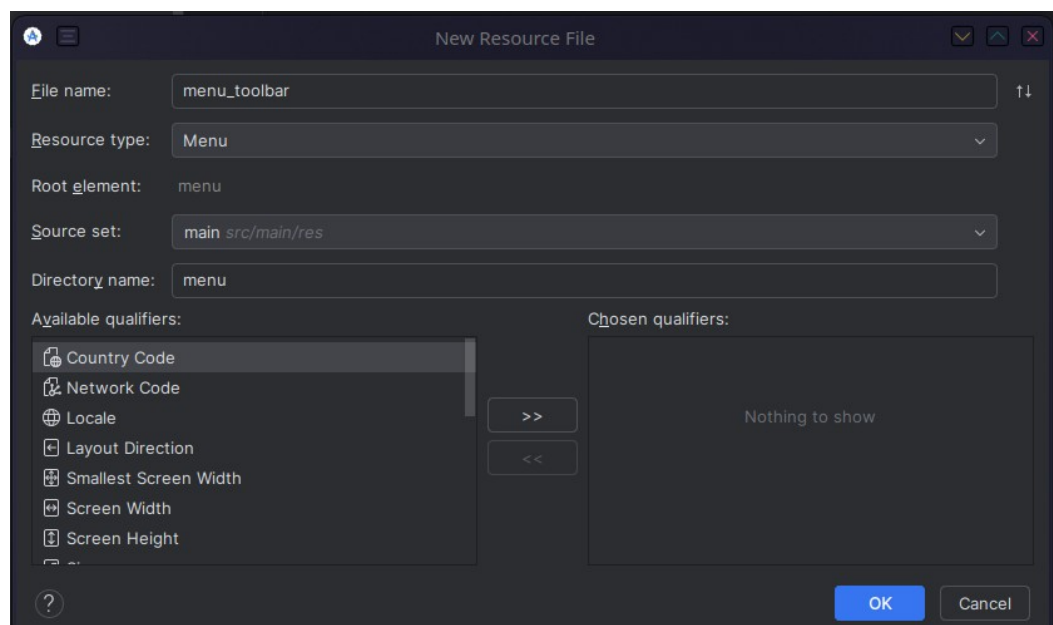 New Resource File
File name: menu_toolbar
Resource type: Menu
Root element: menu
Source set: main src/main/res
Directory name: menu
Available qualifiers: Chosen qualifiers:
Country Code
Network Code
Locale
Layout Direction
Smallest Screen Width
Screen Width
Screen Height
>>
<<
Nothing to show
? OK Cancel